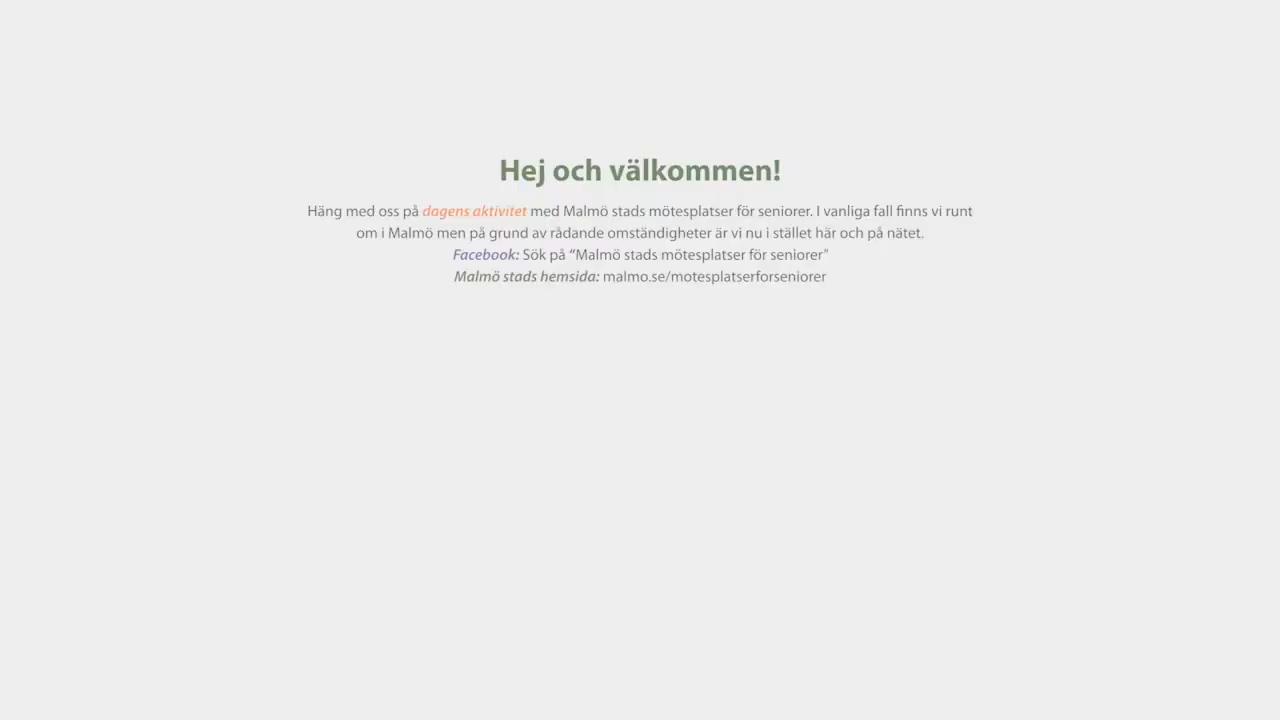 Hej och välkommen!
Häng med oss på dagens aktivitet med Malmö stads mötesplatser för seniorer. I vanliga fall finns vi runt
om i Malmö men på grund av rådande omständigheter är vi nu i stället här och på nätet.
Facebook: Sök på “Malmö stads mötesplatser för seniorer”
Malmö stads hemsida: malmo.se/motesplatserforseniorer